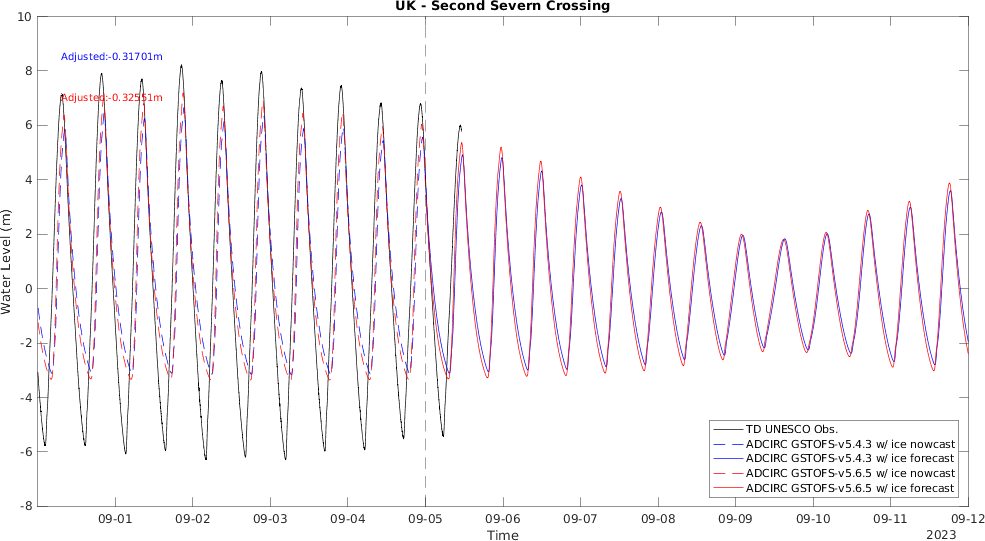 UK - Second Severn Crossing
10
8
6
4
2
0
-2
-4
-6
-8
Water Level (m)
Adjusted:-0.31701m
Adjusted:-0.32551m
TD UNESCO Obs.
ADCIRC GSTOFS-v5.4.3 w/ ice nowcast
ADCIRC GSTOFS-v5.4.3 w/ ice forecast
ADCIRC GSTOFS-v5.6.5 w/ ice nowcast
ADCIRC GSTOFS-v5.6.5 w/ ice forecast
09-01 09-02 09-03 09-04 09-05 09-06 09-07 09-08 09-09 09-10 09-11 09-12
Time
2023